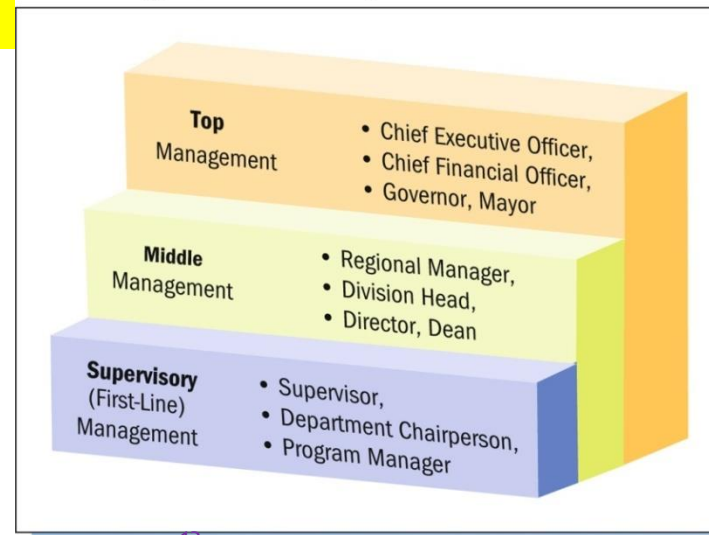 Top
Management
• Chief Executive Officer,
• Chief Financial Officer,
• Governor, Mayor
Middle
Management
• Regional Manager,
• Division Head,
• Director, Dean
Supervisory
(First-Line)
Management
• Supervisor,
• Department Chairperson,
• Program Manager